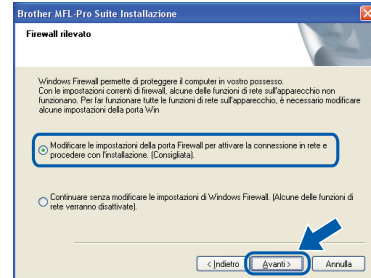 Brother MFL-Pro Suite Installazione
Firewall rilevato
Windows Firewall permette di proteggere il computer in vostro possesso.
Con le impostazioni correnti di firewall, alcune delle funzioni di rete sull'apparecchio non
funzionano. Per far funzionare tutte le funzioni di rete sull'apparecchio, è necessario modificare
alcune impostazioni della porta Win
Modificare le impostazioni della porta Firewall per attivare la connessione in rete e
procedere con l'installazione. (Consigliata).
Continuare senza modificare le impostazioni di Windows Firewall. (Alcune delle funzioni di
rete verranno disattivate).
< Indietro
Avanti >
Annulla